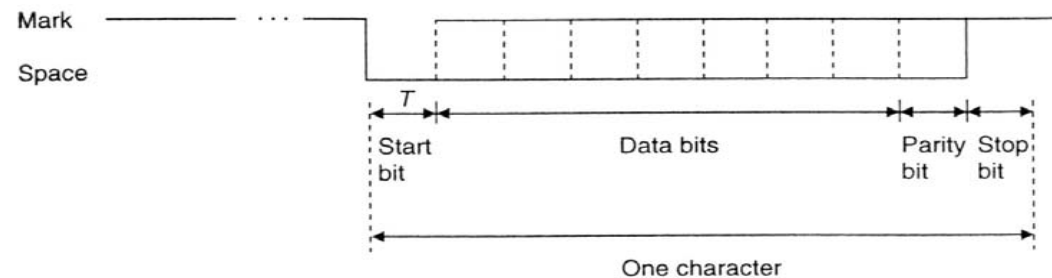 Mark ...
Space
T
Start bit
Data bits
Parity bit
Stop bit
One character